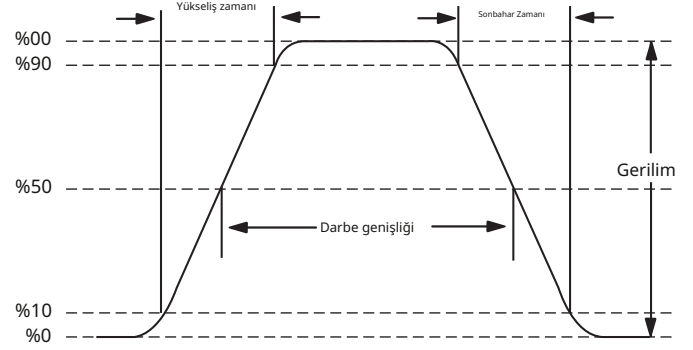 Yükseliş zamanı
Sonbahar Zamanı
%00
%90
%50
Gerilim
Darbe genişliği
%10
%0